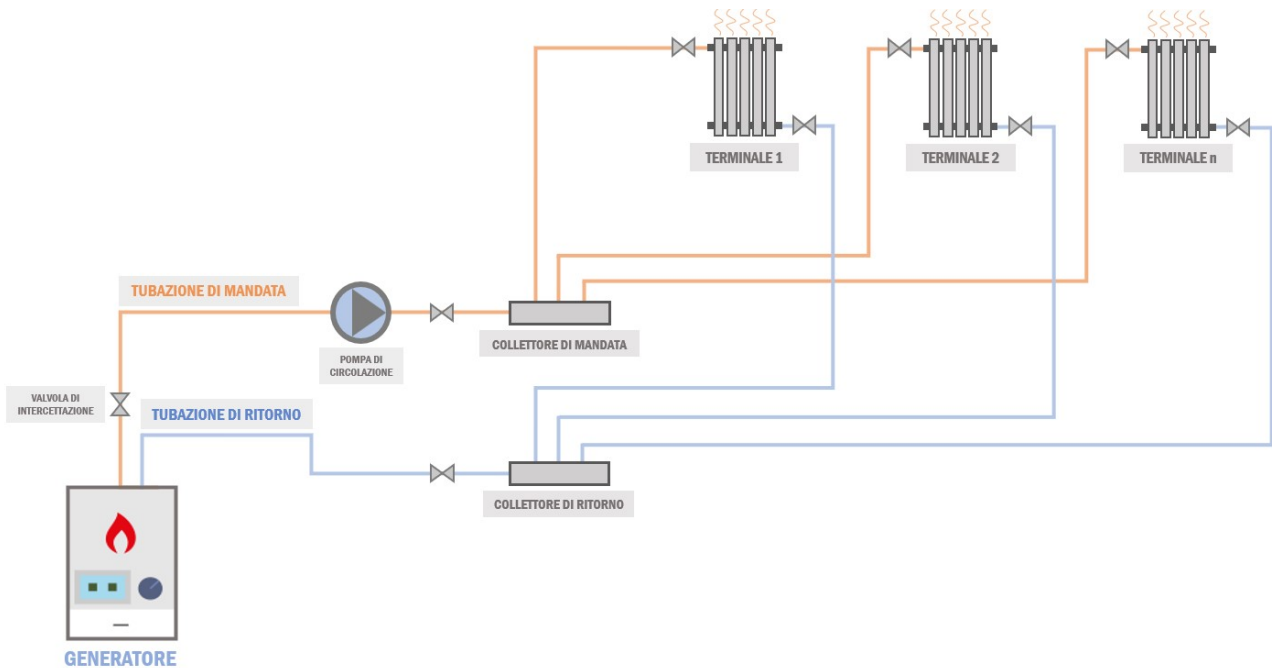 TERMINALE 1
TERMINALE 2
TERMINALE n
TUBAZIONE DI MANDATA
COLLETTORE DI MANDATA
POMPA DI
CIRCOLAZIONE
VALVOLA DI
INTERCETTAZIONE
TUBAZIONE DI RITORNO
COLLETTORE DI RITORNO
GENERATORE